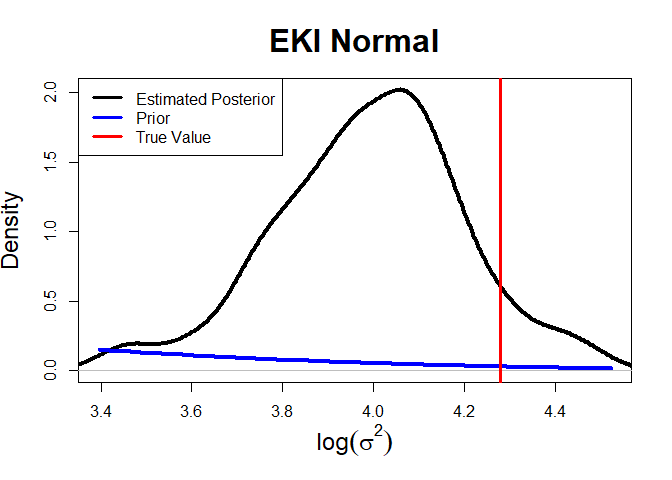 EKI Normal
Estimated Posterior
Prior
True Value
Density
0.0
0.5
1.0
1.5
2.0
3.4 3.6 3.8 4.0 4.2 4.4
log(σ²)